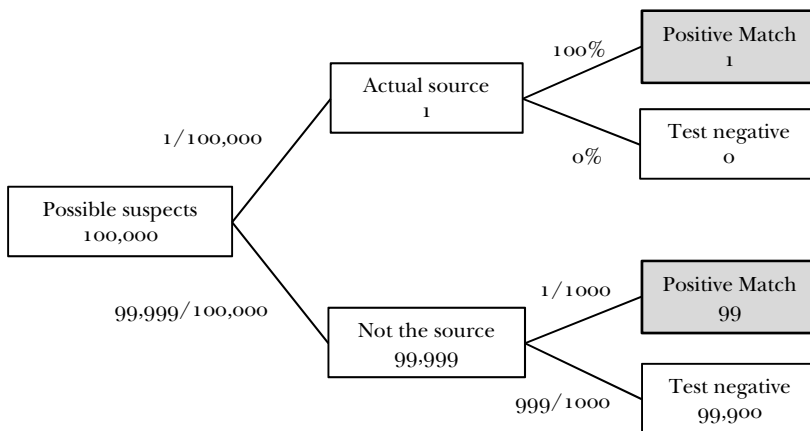 Positive Match
1
100%
Actual source
1
1/100,000
Test negative
0
0%
Possible suspects
100,000
Positive Match
99
1/1000
99,999/100,000
Not the source
99,999
Test negative
99,900
999/1000